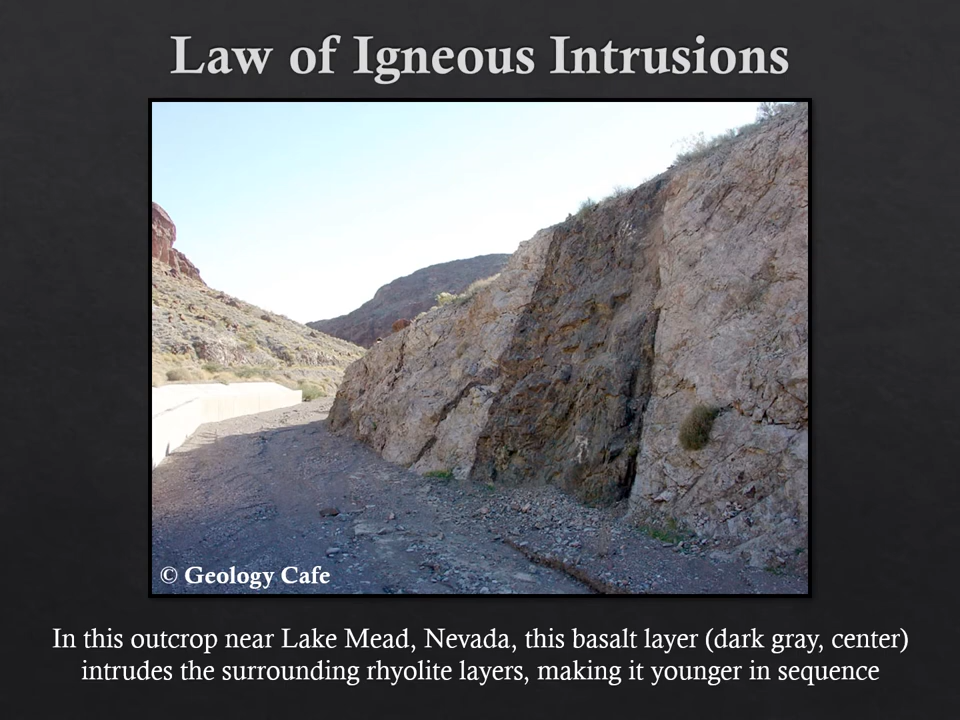 Law of Igneous Intrusions
© Geology Cafe
In this outcrop near Lake Mead, Nevada, this basalt layer (dark gray, center)
intrudes the surrounding rhyolite layers, making it younger in sequence